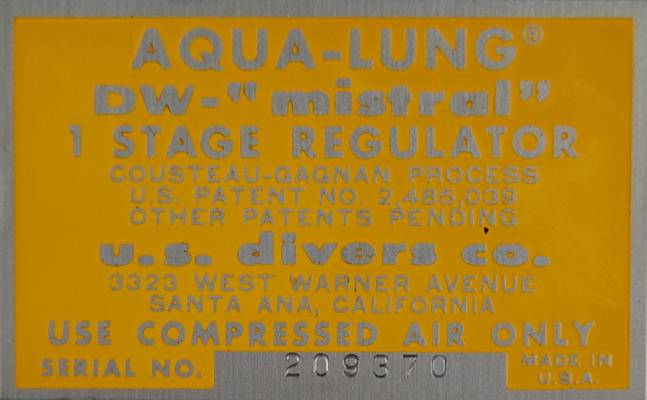 AQUA-LUNG®
DW-"mistral"
1 STAGE REGULATOR
COUSTEAU-GAGNAN PROCESS
U.S. PATENT NO. 2,485,039
OTHER PATENTS PENDING
u.s. divers co.
3323 WEST WARNER AVENUE
SANTA ANA, CALIFORNIA
USE COMPRESSED AIR ONLY
SERIAL NO. 209370 MADE IN
U.S.A.